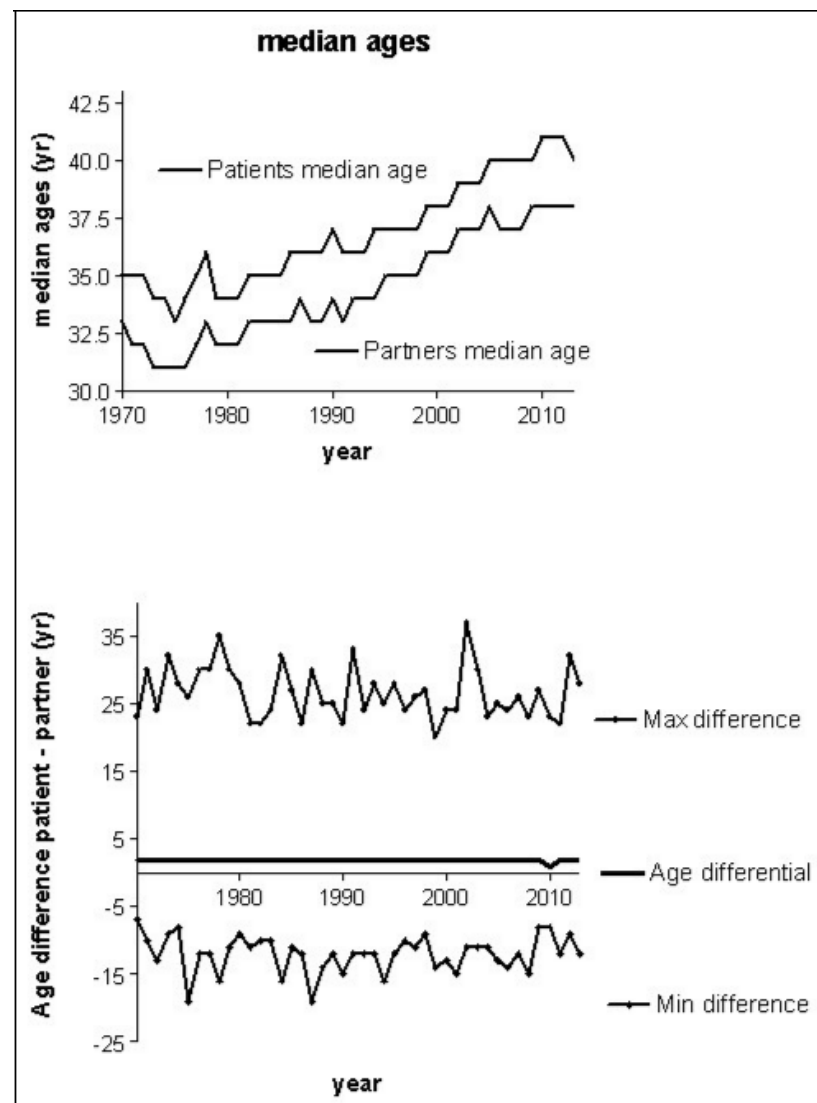 median ages
42.5
40.0
37.5
35.0
32.5
30.0
median ages (yr)
Patients median age
Partners median age
1970 1980 1990 2000 2010
year
35
25
15
5
-5
-15
-25
Age difference patient - partner (yr)
Max difference
Age differential
1980 1990 2000 2010
Min difference
year